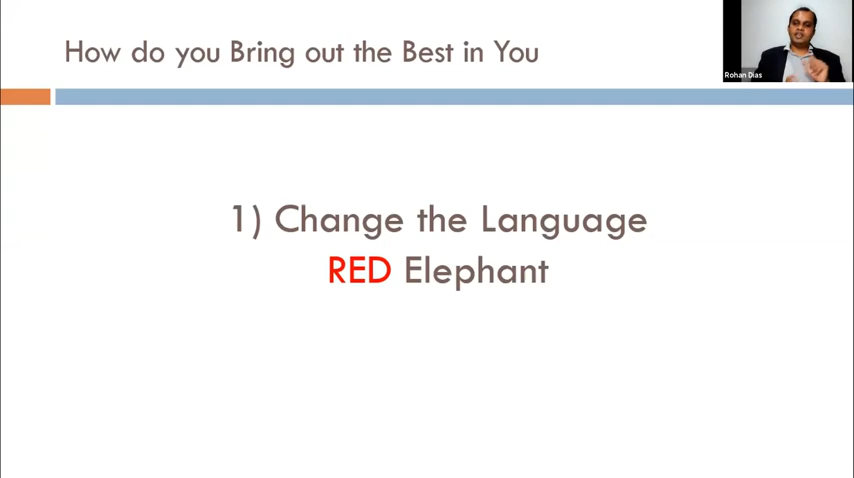 How do you Bring out the Best in You
Rohan Dias
1) Change the Language
RED Elephant